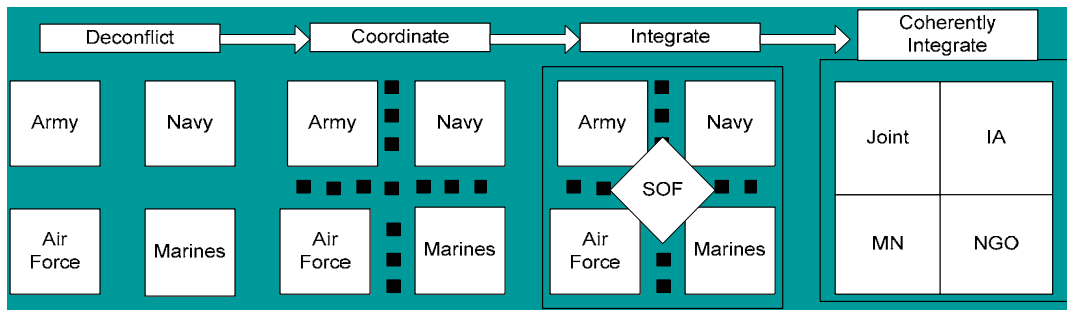 Deconflict
Coordinate
Integrate
Coherently
Integrate
Army
Navy
Air
Force
Marines
Army
Navy
Air
Force
Marines
Army
Navy
SOF
Air
Force
Marines
Joint
IA
MN
NGO